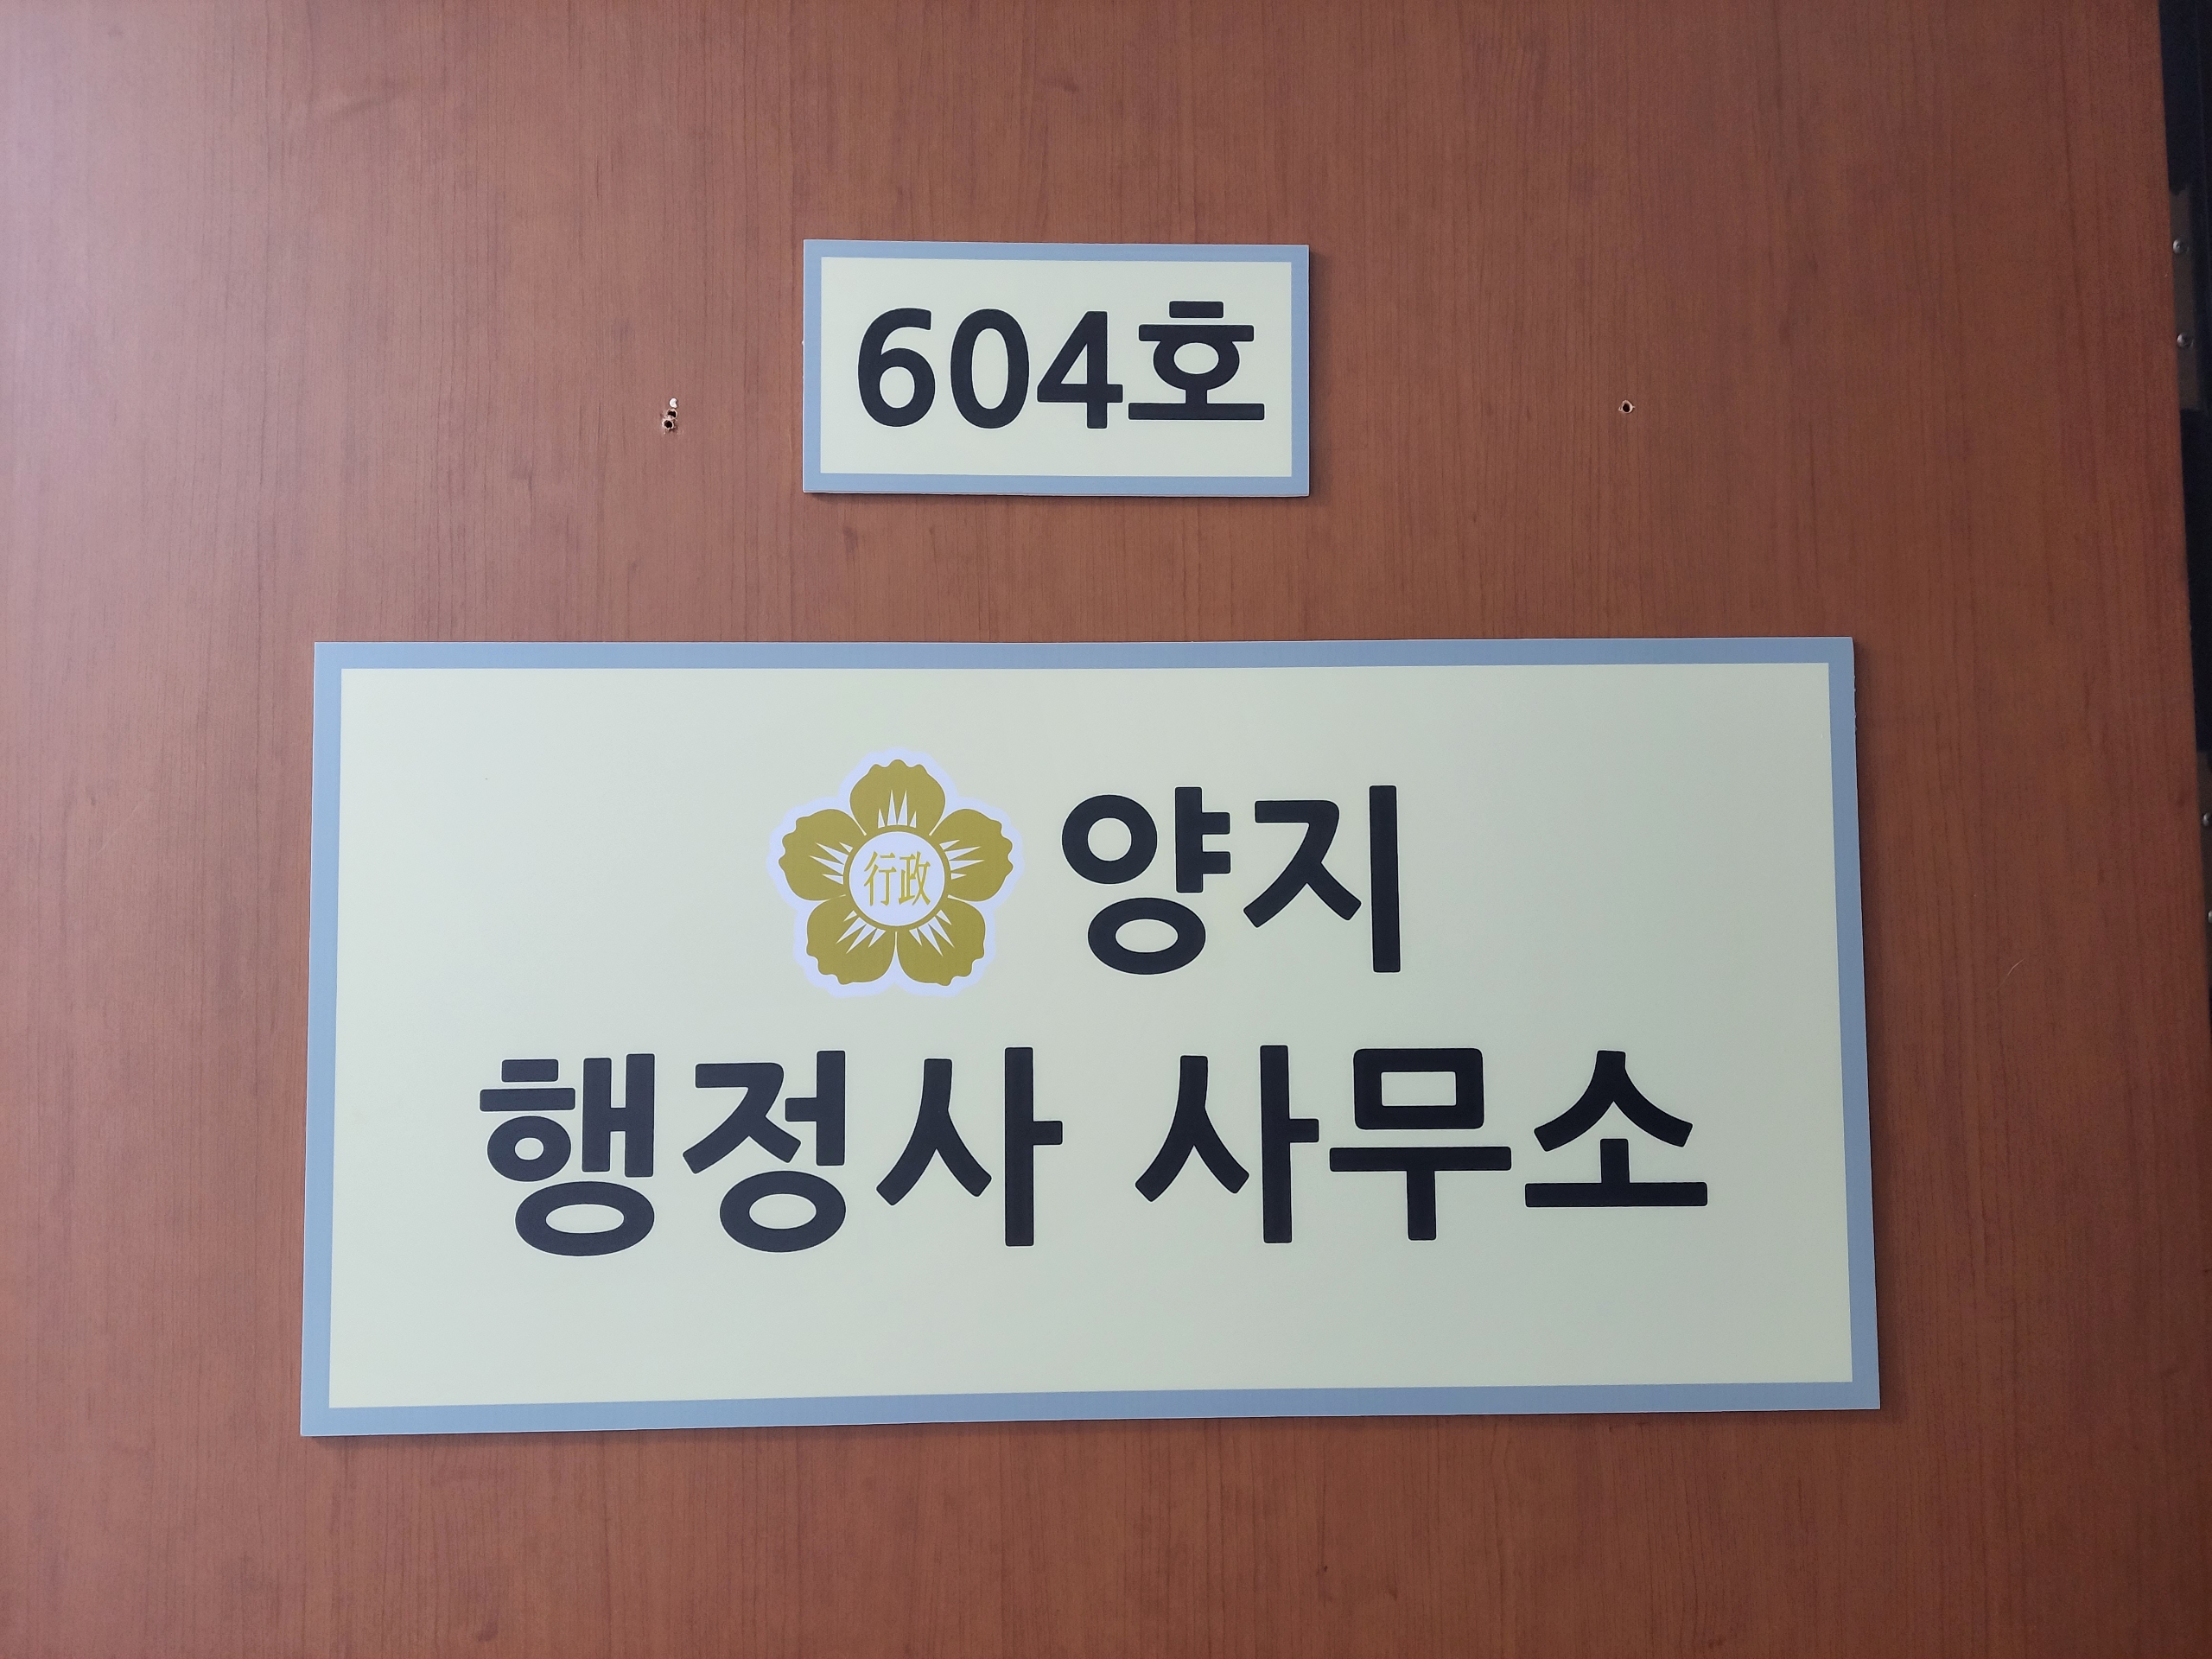 604호
行政 양지
행정사 사무소